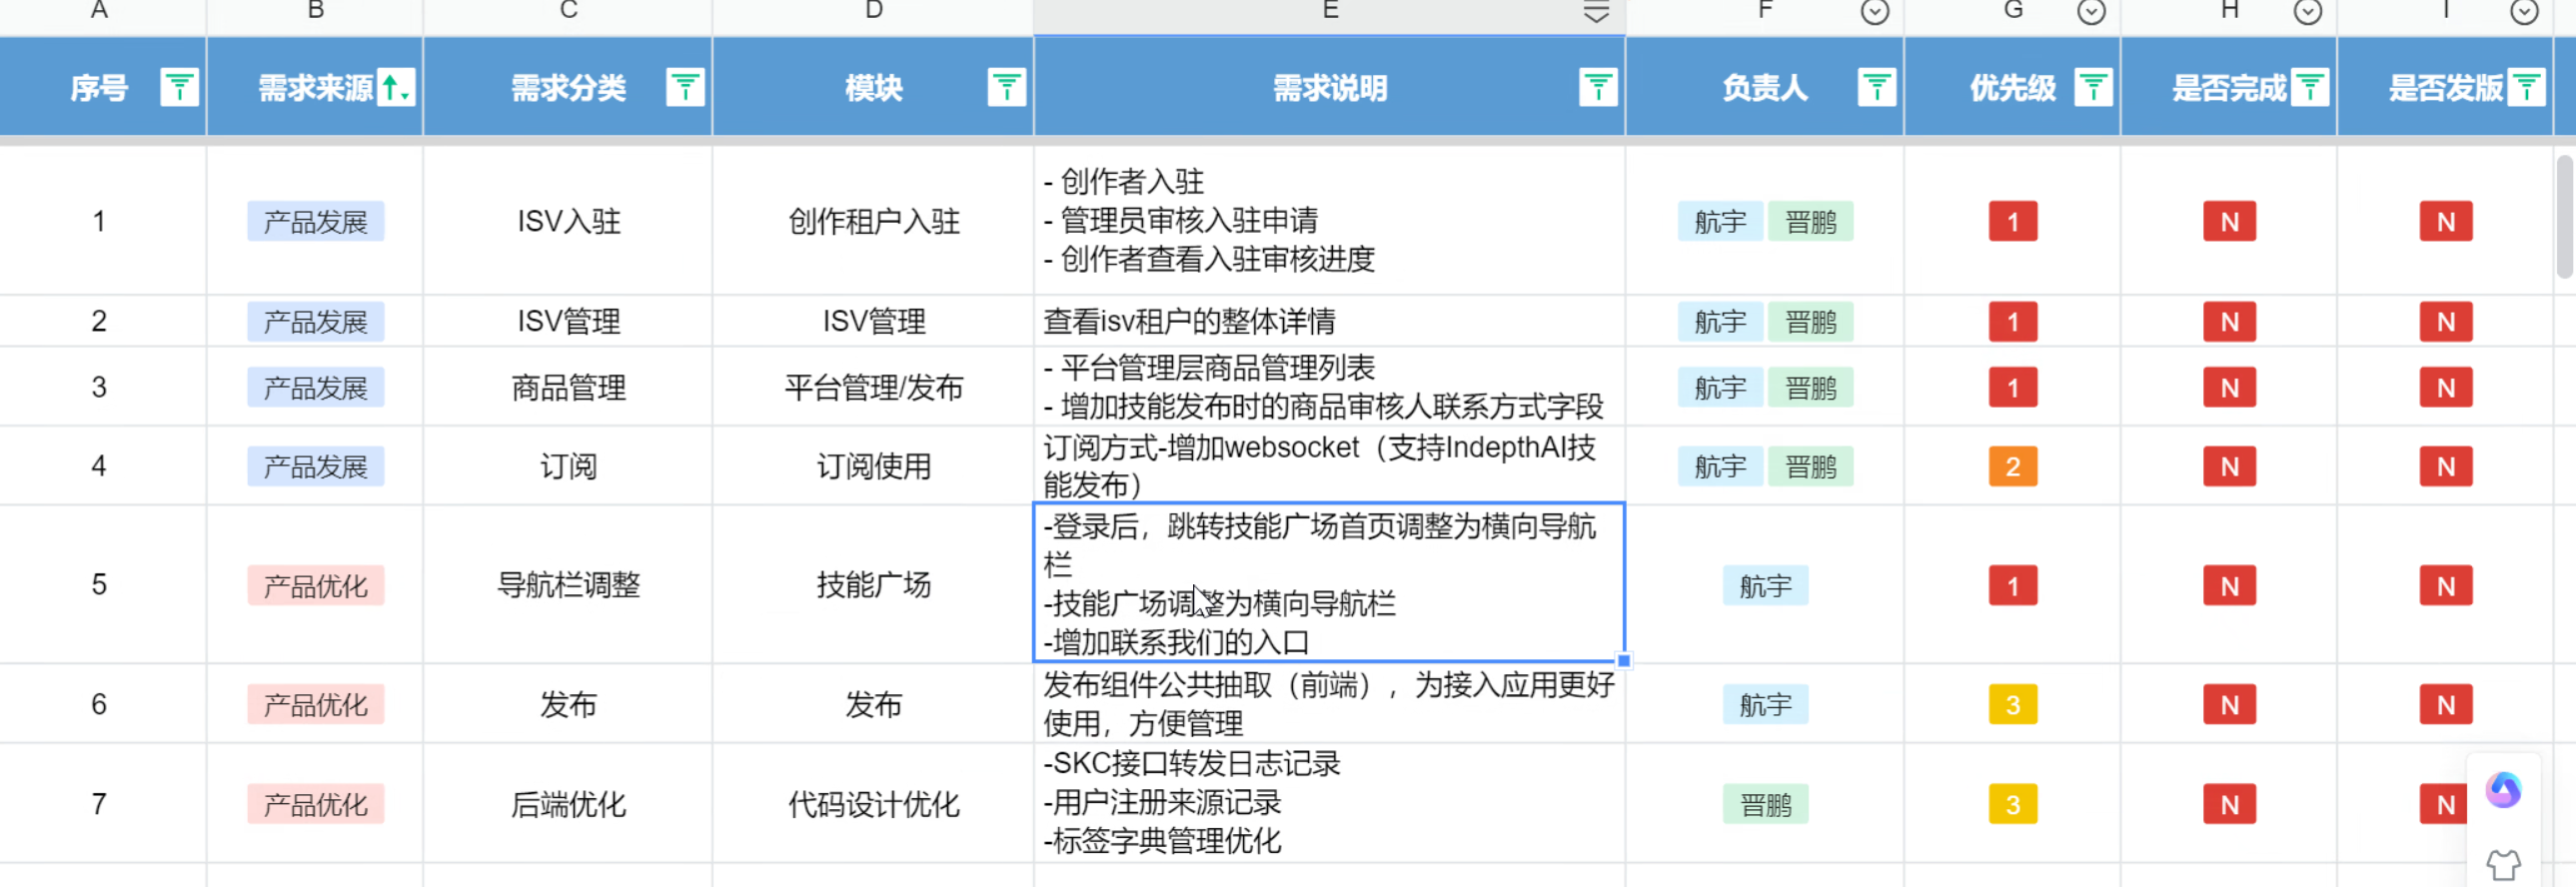 A B C D E F G H I
序号 需求来源 需求分类 模块 需求说明 负责人 优先级 是否完成 是否发版
1 产品发展 ISV入驻 创作租户入驻
- 创作者入驻
- 管理员审核入驻申请
- 创作者查看入驻审核进度
航宇 晋鹏 1 N N
2 产品发展 ISV管理 ISV管理 查看isv租户的整体详情 航宇 晋鹏 1 N N
3 产品发展 商品管理 平台管理/发布
- 平台管理层商品管理列表
- 增加技能发布时的商品审核人联系方式字段
航宇 晋鹏 1 N N
4 产品发展 订阅 订阅使用
订阅方式-增加websocket（支持IndepthAI技
能发布）
航宇 晋鹏 2 N N
5 产品优化 导航栏调整 技能广场
-登录后，跳转技能广场首页调整为横向导航
栏
-技能广场调整为横向导航栏
-增加联系我们的入口
航宇 1 N N
6 产品优化 发布 发布
发布组件公共抽取（前端），为接入应用更好
使用，方便管理
航宇 3 N N
7 产品优化 后端优化 代码设计优化
-SKC接口转发日志记录
-用户注册来源记录
-标签字典管理优化
晋鹏 3 N N